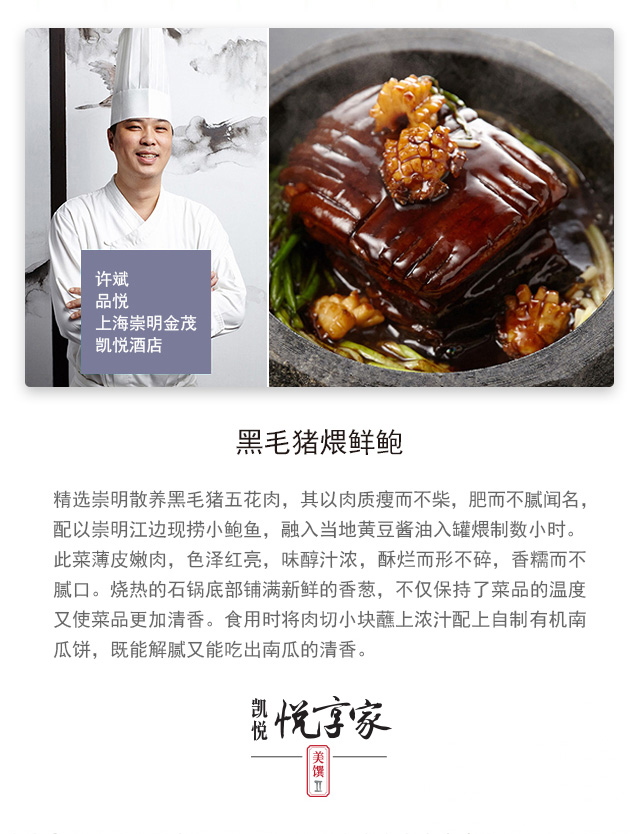 许斌
品悦
上海崇明金茂
凯悦酒店
黑毛猪煨鲜鲍
精选崇明散养黑毛猪五花肉，其以肉质瘦而不柴，肥而不腻闻名，
配以崇明江边现捞小鲍鱼，融入当地黄豆酱油入罐煨制数小时。
此菜薄皮嫩肉，色泽红亮，味醇汁浓，酥烂而形不碎，香糯而不
腻口。烧热的石锅底部铺满新鲜的香葱，不仅保持了菜品的温度
又使菜品更加清香。食用时将肉切小块蘸上浓汁配上自制有机南
瓜饼，既能解腻又能吃出南瓜的清香。
凯悦 悦享家
美馔 II